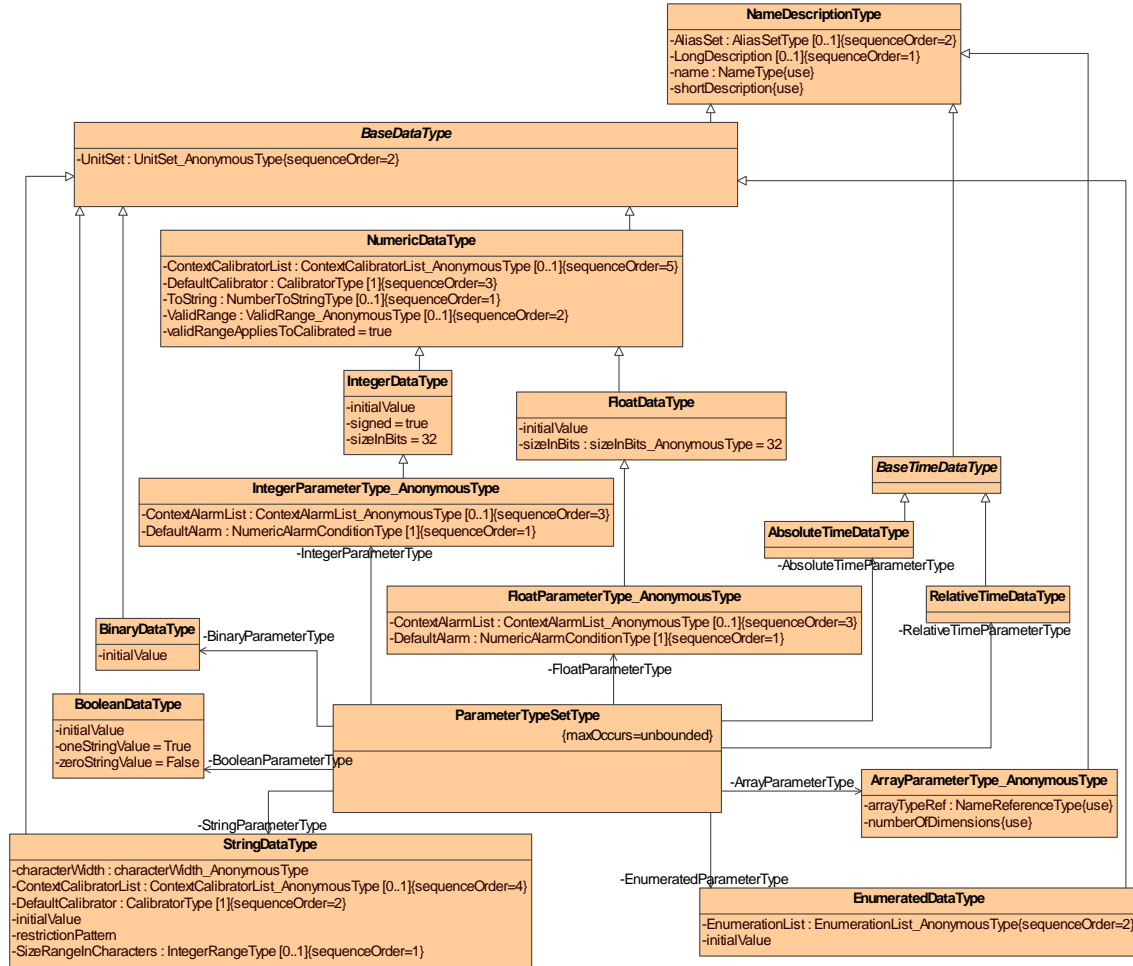 NameDescriptionType
-AliasSet : AliasSetType [0..1]{sequenceOrder=2}
-LongDescription [0..1]{sequenceOrder=1}
-name : NameType{use}
-shortDescription{use}
BaseDataType
-UnitSet : UnitSet_AnonymousType{sequenceOrder=2}
NumericDataType
-ContextCalibratorList : ContextCalibratorList_AnonymousType [0..1]{sequenceOrder=5}
-DefaultCalibrator : CalibratorType [1]{sequenceOrder=3}
-ToString : NumberToStringType [0..1]{sequenceOrder=1}
-ValidRange : ValidRange_AnonymousType [0..1]{sequenceOrder=2}
-validRangeAppliesToCalibrated = true
IntegerDataType
-initialValue
-signed = true
-sizeInBits = 32
FloatDataType
-initialValue
-sizeInBits : sizeInBits_AnonymousType = 32
BaseTimeDataType
IntegerParameterType_AnonymousType
-ContextAlarmList : ContextAlarmList_AnonymousType [0..1]{sequenceOrder=3}
-DefaultAlarm : NumericAlarmConditionType [1]{sequenceOrder=1}
-IntegerParameterType
AbsoluteTimeDataType
-AbsoluteTimeParameterType
FloatParameterType_AnonymousType
-ContextAlarmList : ContextAlarmList_AnonymousType [0..1]{sequenceOrder=3}
-DefaultAlarm : NumericAlarmConditionType [1]{sequenceOrder=1}
-FloatParameterType
RelativeTimeDataType
-RelativeTimeParameterType
BinaryDataType
-initialValue
-BinaryParameterType
BooleanDataType
-initialValue
-oneStringValue = True
-zeroStringValue = False
-BooleanParameterType
ParameterTypeSetType
{maxOccurs=unbounded}
-ArrayParameterType
ArrayParameterType_AnonymousType
-arrayTypeRef : NameReferenceType{use}
-numberOfDimensions{use}
-StringParameterType
StringDataType
-characterWidth : characterWidth_AnonymousType
-ContextCalibratorList : ContextCalibratorList_AnonymousType [0..1]{sequenceOrder=4}
-DefaultCalibrator : CalibratorType [1]{sequenceOrder=2}
-initialValue
-restrictionPattern
-SizeRangeInCharacters : IntegerRangeType [0..1]{sequenceOrder=1}
-EnumeratedParameterType
EnumeratedDataType
-EnumerationList : EnumerationList_AnonymousType{sequenceOrder=2}
-initialValue